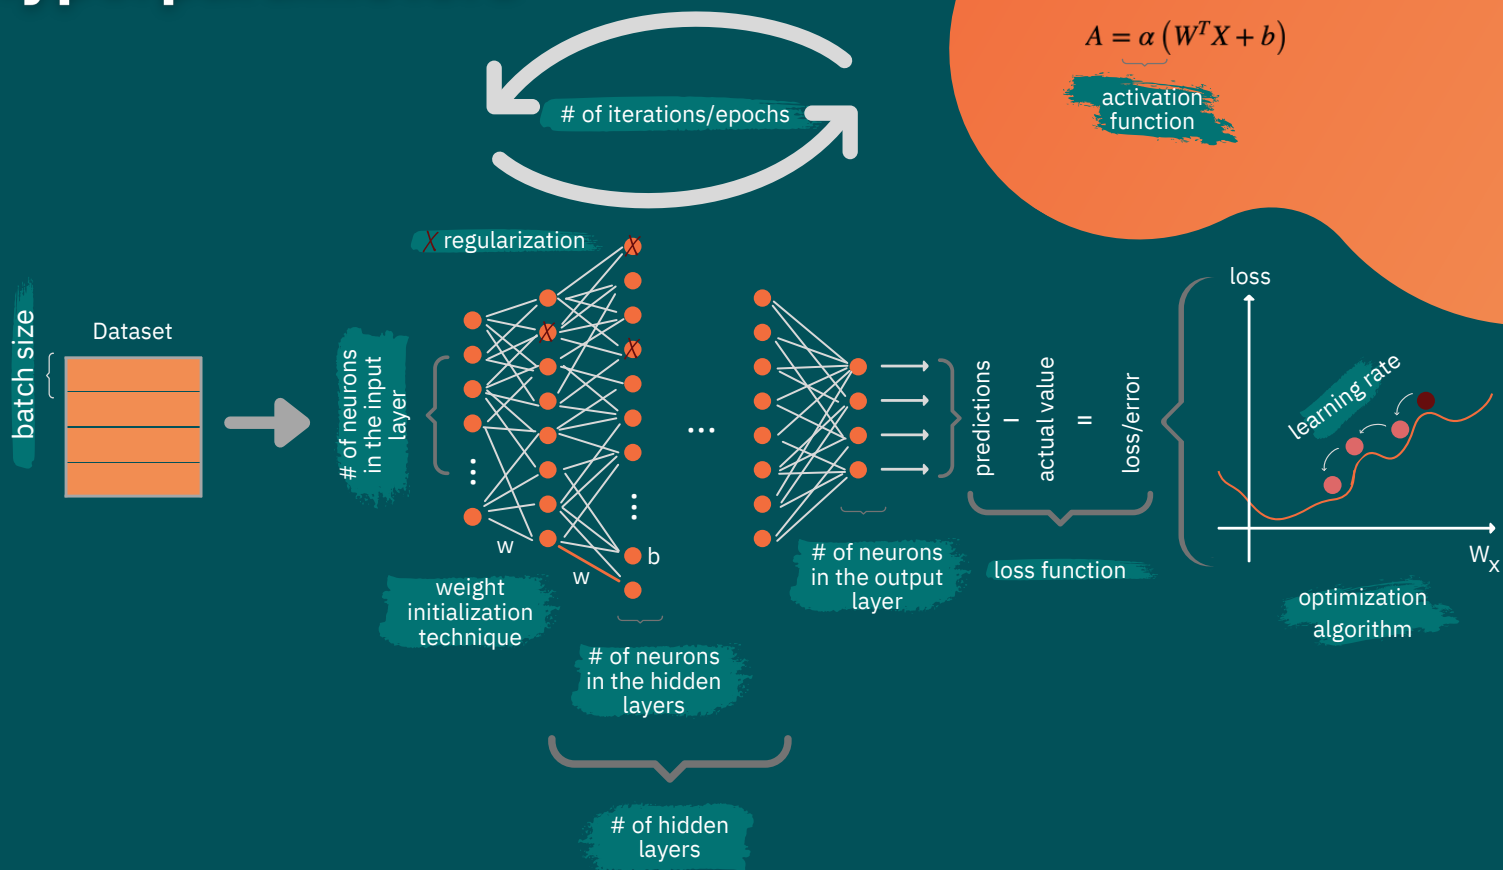 A = α (WᵀX + b)
activation
function
# of iterations/epochs
X regularization
batch size
Dataset
# of neurons
in the input
layer
w
w
b
...
weight
initialization
technique
# of neurons
in the hidden
layers
# of hidden
layers
# of neurons
in the output
layer
predictions
–
actual value
=
loss/error
loss function
loss
learning rate
Wₓ
optimization
algorithm